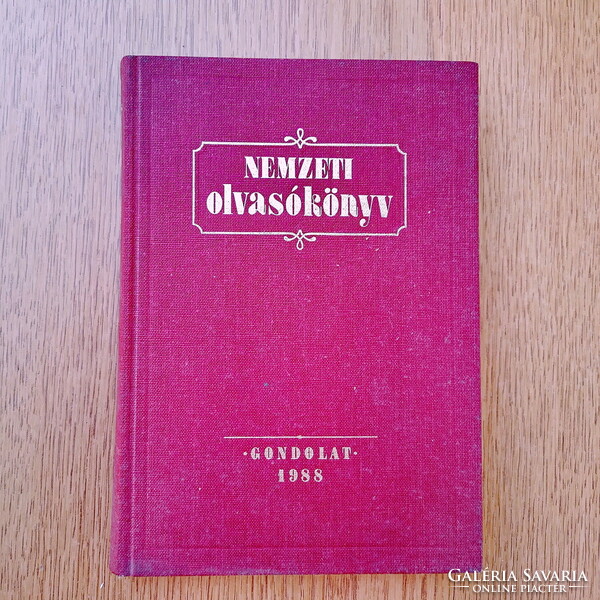 NEMZETI
olvasókönyv
·GONDOLAT·
1988
GALÉRIA SAVARIA
ONLINE PIACTÉR